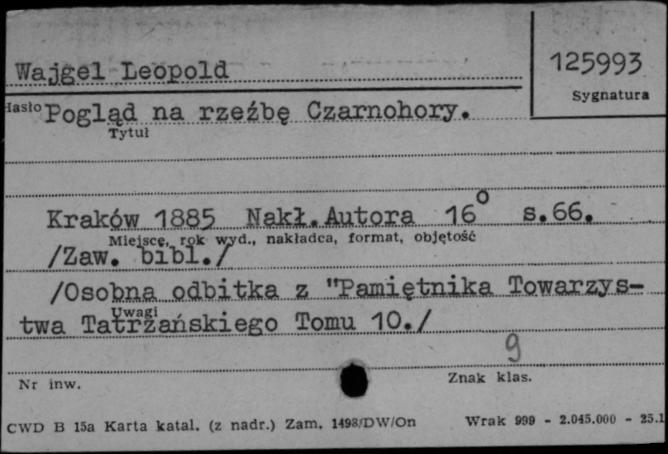 Wajgel Leopold
125993
Hasło
Sygnatura
Pogląd na rzeźbę Czarnohory.
Tytuł
Kraków 1885 Nakł.Autora 16° s.66.
Miejsce, rok wyd., nakładca, format, objętość
/Zaw. bibl./
/Osobna odbitka z "Pamiętnika Towarzys-
Uwagi
twa Tatrzańskiego Tomu 10./
9
Nr inw.
Znak klas.
CWD B 15a Karta katal. (z nadr.) Zam. 1498/DW/On
Wrak 999 - 2.045.000 - 25.1